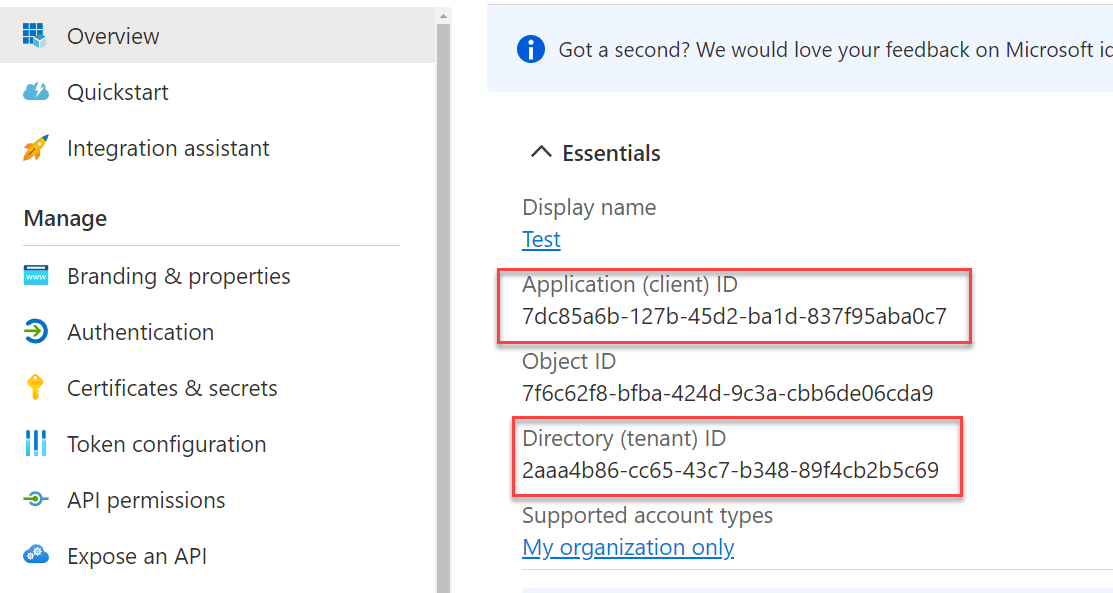 Overview
Quickstart
Integration assistant
Manage
www
Branding & properties
Authentication
Certificates & secrets
Token configuration
API permissions
Expose an API
Got a second? We would love your feedback on Microsoft
Essentials
Display name
Test
Application (client) ID
7dc85a6b-127b-45d2-ba1d-837f95aba0c7
Object ID
7f6c62f8-bfba-424d-9c3a-cbb6de06cda9
Directory (tenant) ID
2aaa4b86-cc65-43c7-b348-89f4cb2b5c69
Supported account types
My organization only